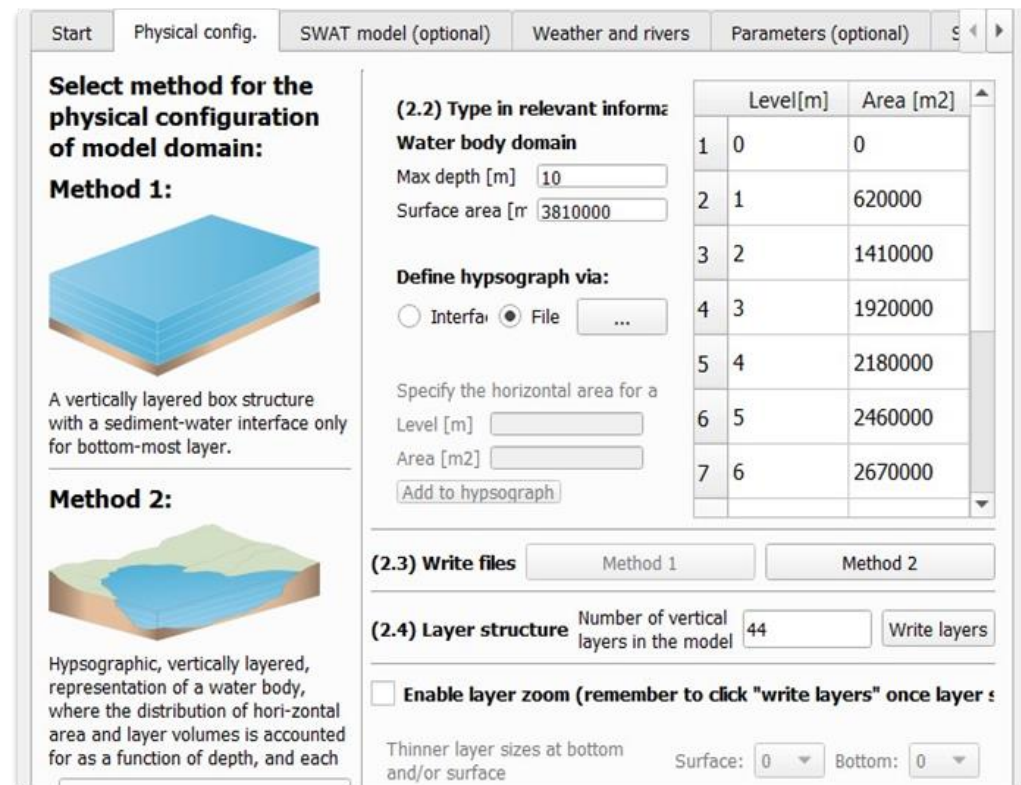 Start
Physical config.
SWAT model (optional)
Weather and rivers
Parameters (optional)
S
Select method for the
physical configuration
of model domain:
Method 1:
A vertically layered box structure
with a sediment-water interface only
for bottom-most layer.
Method 2:
Hypsographic, vertically layered,
representation of a water body,
where the distribution of hori-zontal
area and layer volumes is accounted
for as a function of depth, and each
(2.2) Type in relevant informa
Water body domain
Max depth [m] 10
Surface area [m 3810000
Define hypsograph via:
Interfa File ...
Specify the horizontal area for a
Level [m]
Area [m2]
Add to hypsograph
Level[m] Area [m2]
1 0 0
2 1 620000
3 2 1410000
4 3 1920000
5 4 2180000
6 5 2460000
7 6 2670000
(2.3) Write files Method 1 Method 2
(2.4) Layer structure
Number of vertical
layers in the model
44
Write layers
Enable layer zoom (remember to click "write layers" once layer s
Thinner layer sizes at bottom
and/or surface
Surface: 0 Bottom: 0